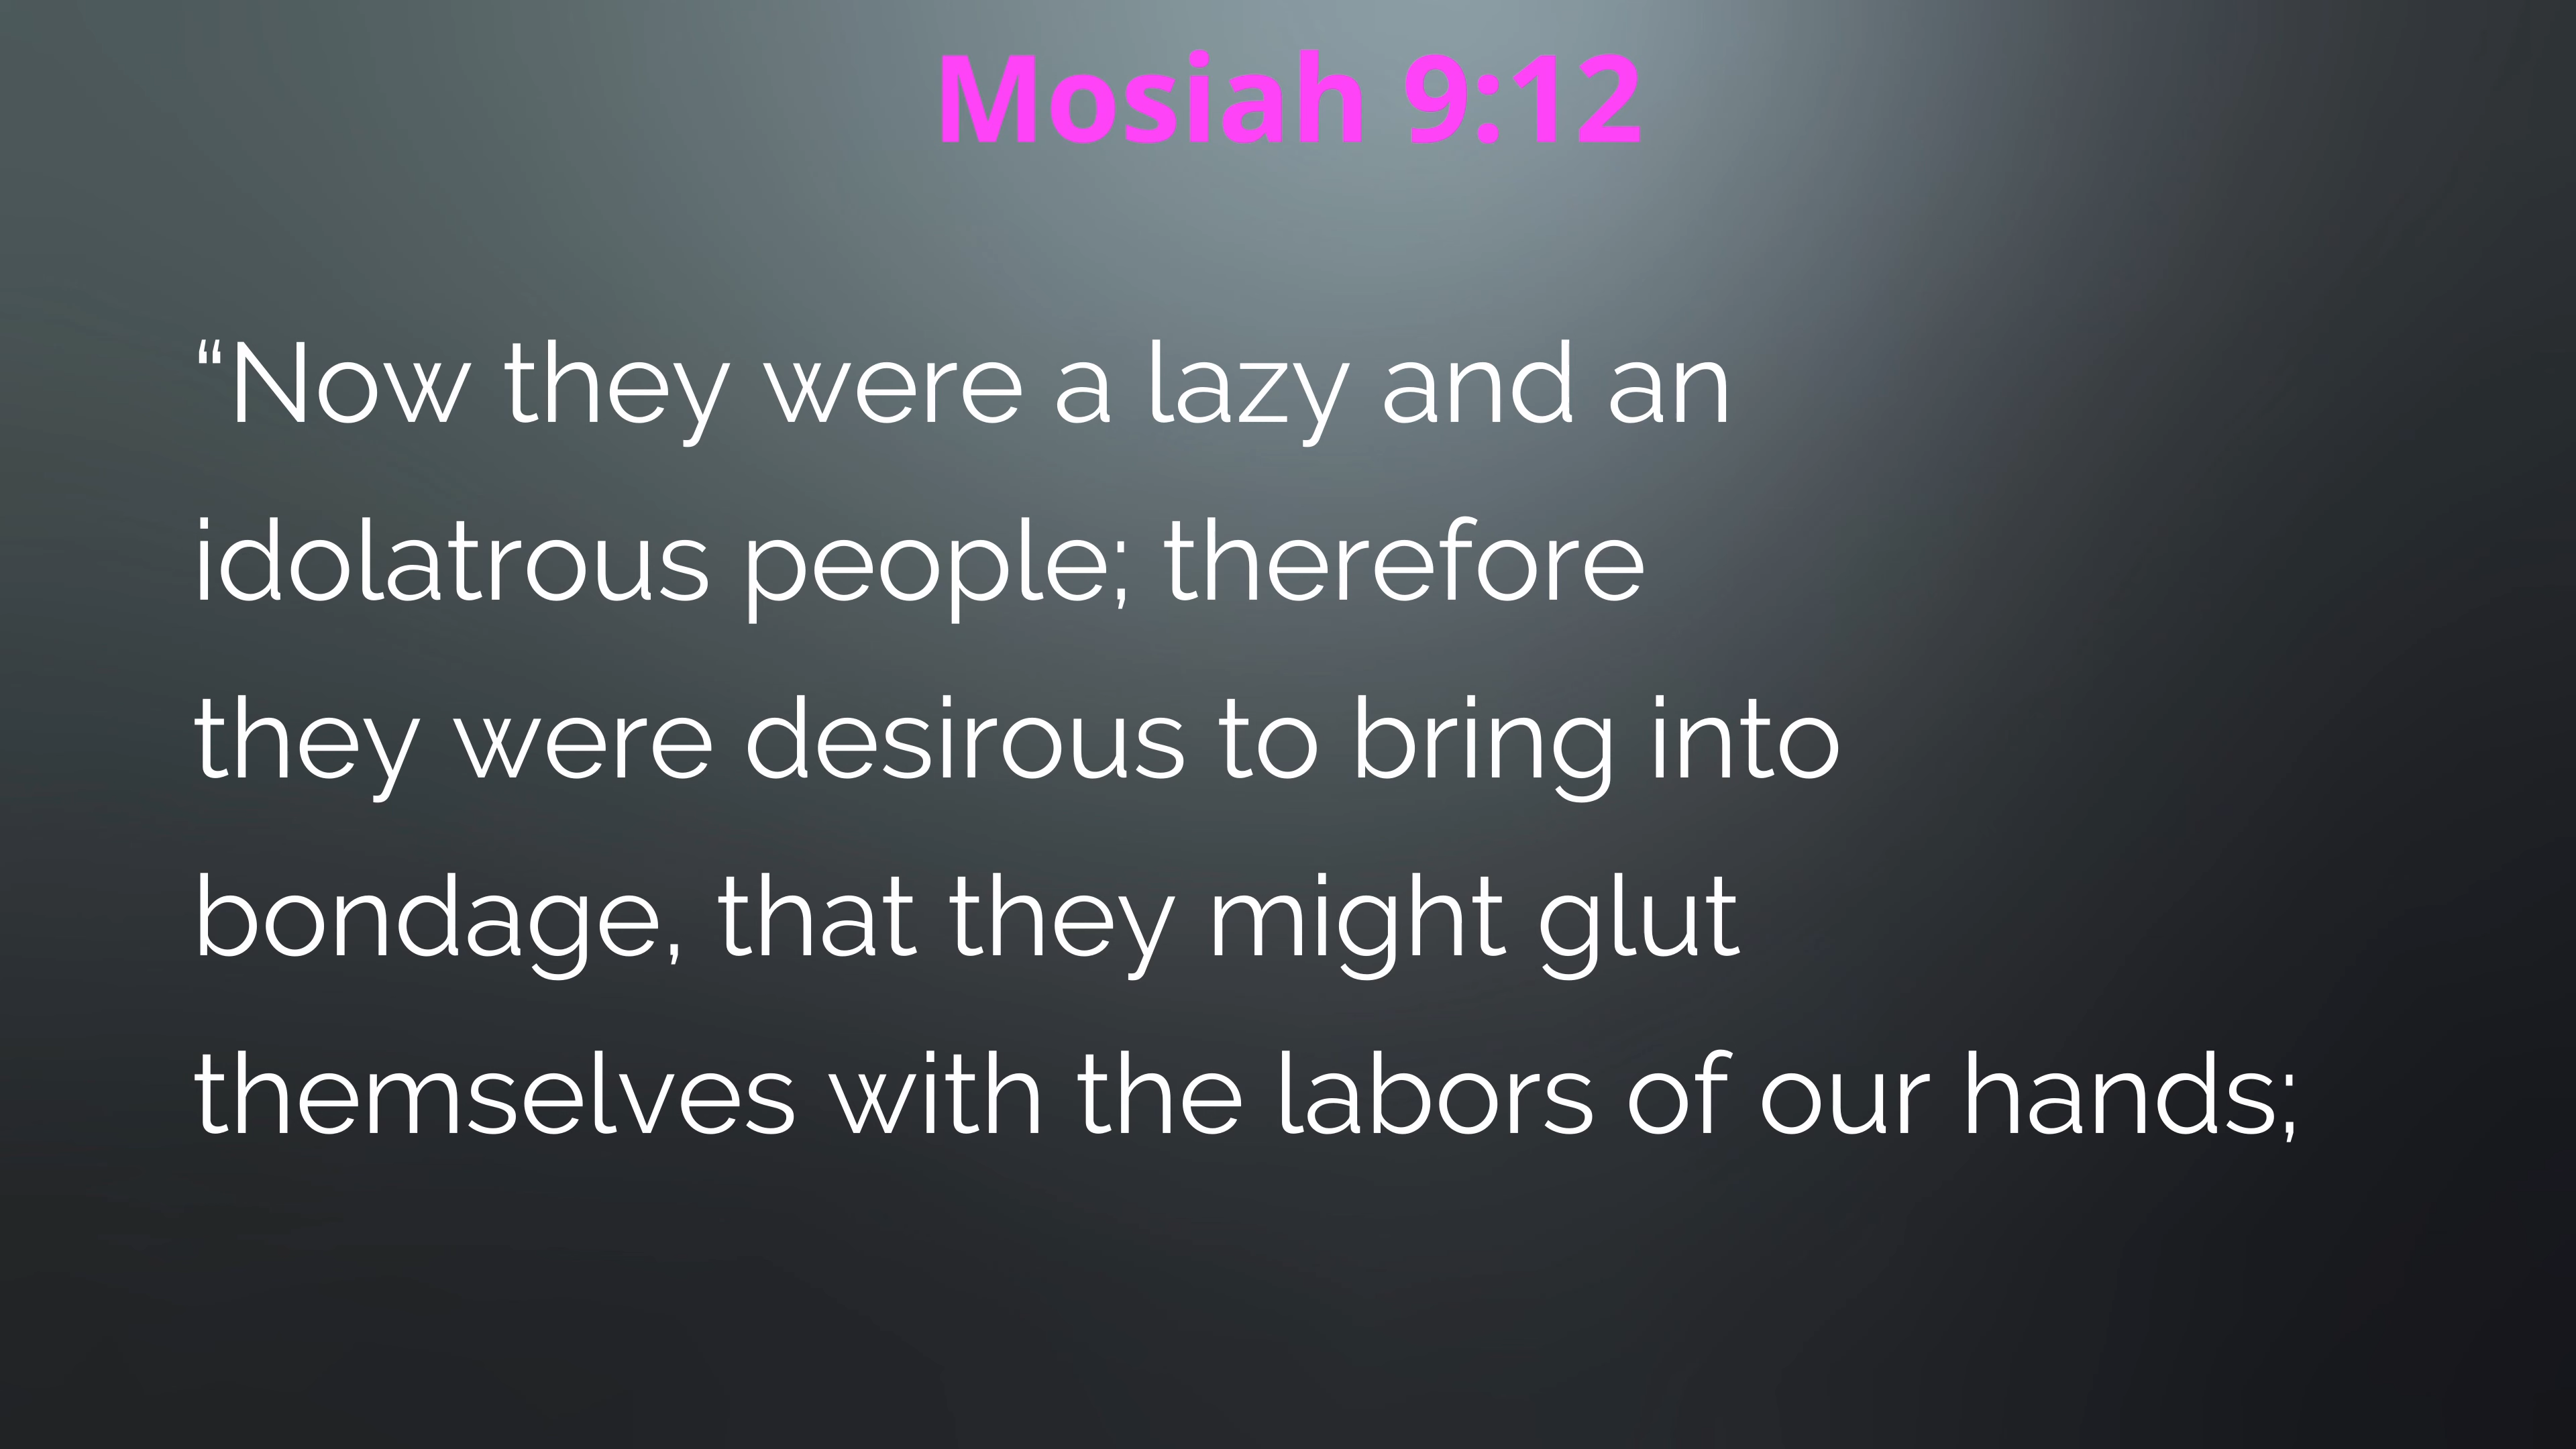 Mosiah 9:12
“Now they were a lazy and an
idolatrous people; therefore
they were desirous to bring into
bondage, that they might glut
themselves with the labors of our hands;